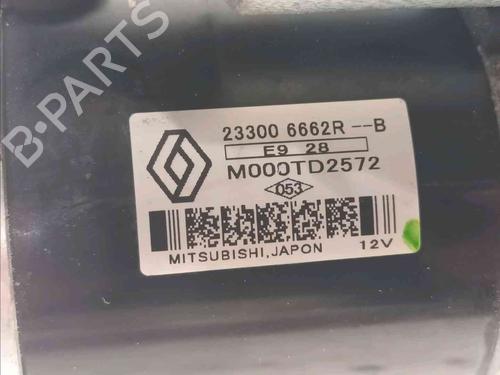 B-PARTS
23300 6662R--B
E9 28
M000TD2572
053
MITSUBISHI,JAPON 12V